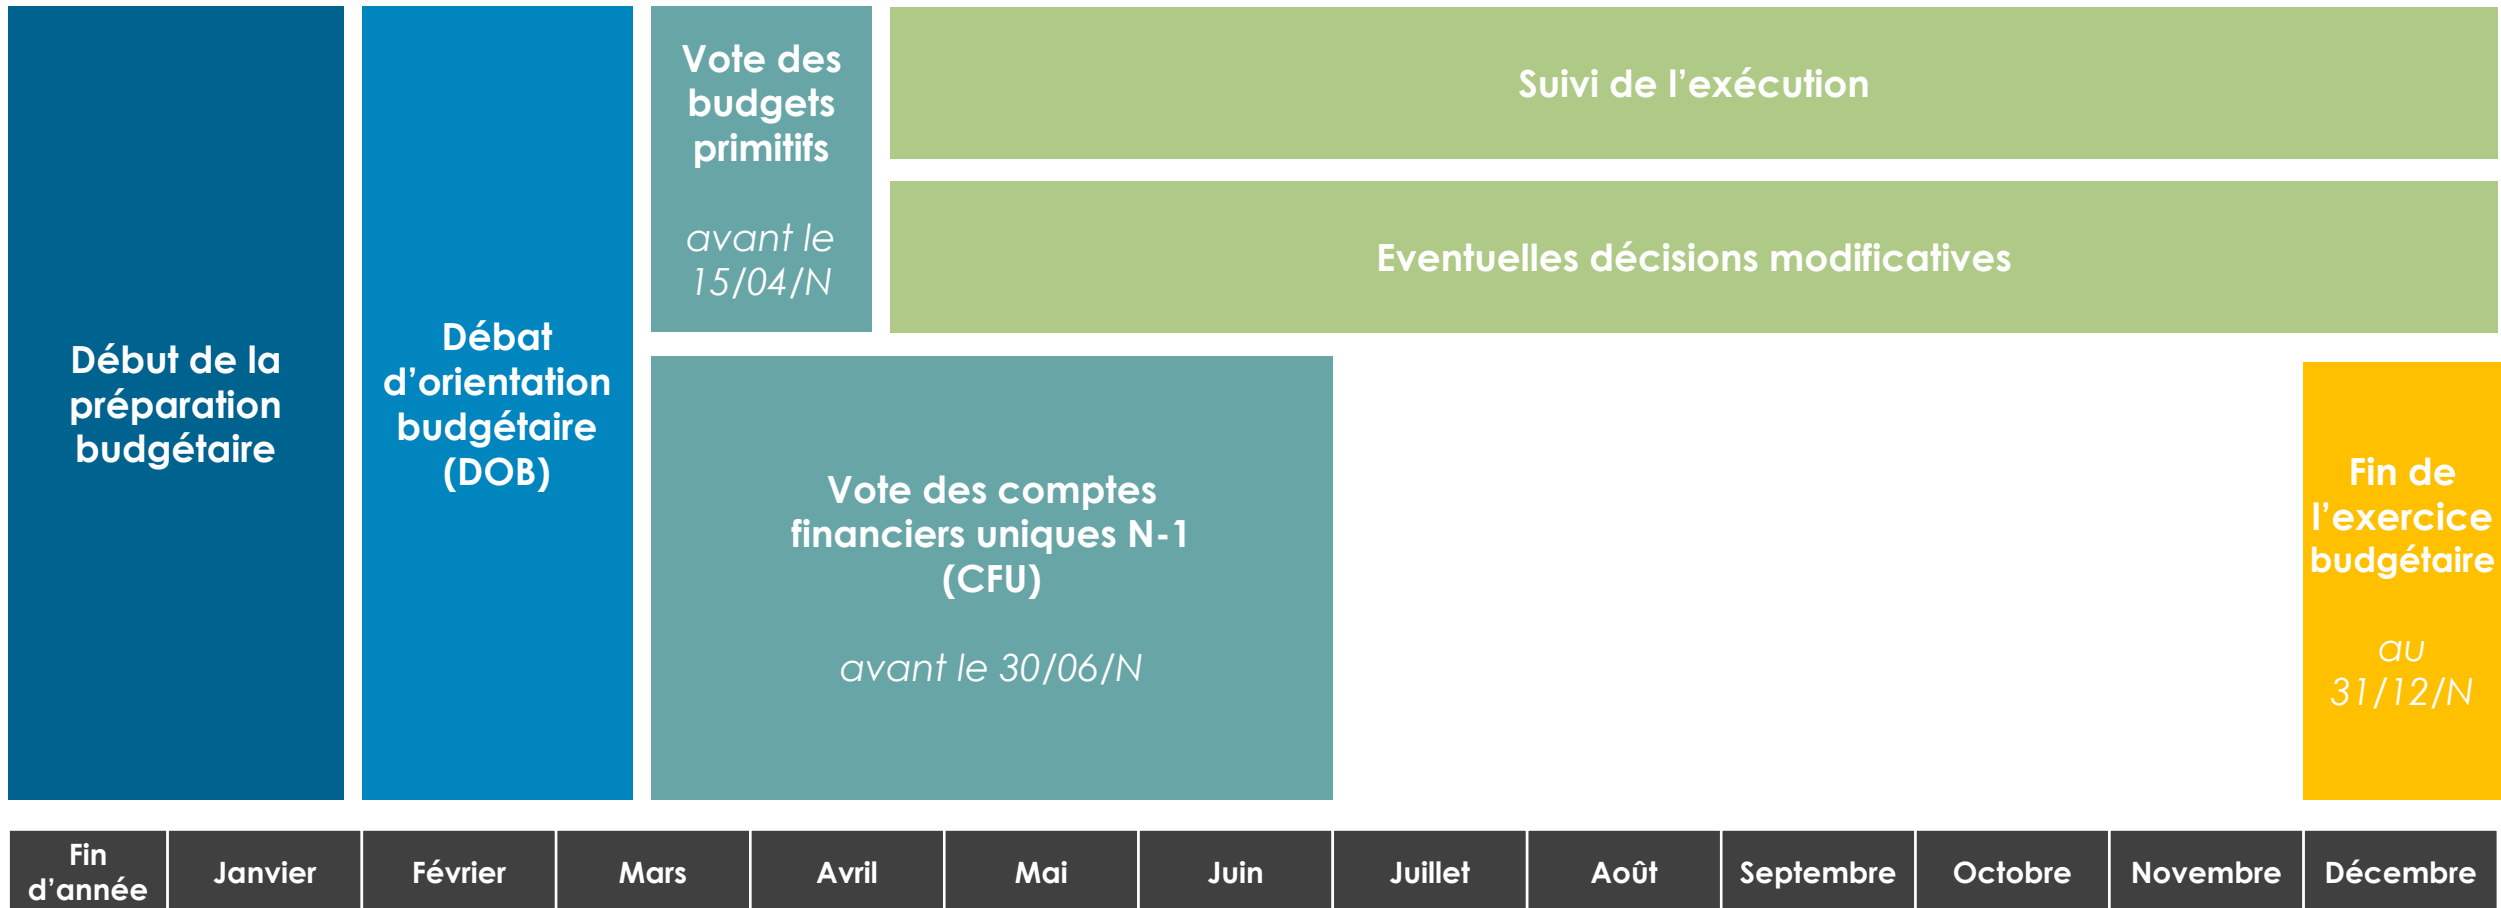 Début de la
préparation
budgétaire
Débat
d’orientation
budgétaire
(DOB)
Vote des
budgets
primitifs
avant le
15/04/N
Suivi de l’exécution
Eventuelles décisions modificatives
Vote des comptes
financiers uniques N-1
(CFU)
avant le 30/06/N
Fin de
l’exercice
budgétaire
au
31/12/N
Fin
d’année
Janvier
Février
Mars
Avril
Mai
Juin
Juillet
Août
Septembre
Octobre
Novembre
Décembre